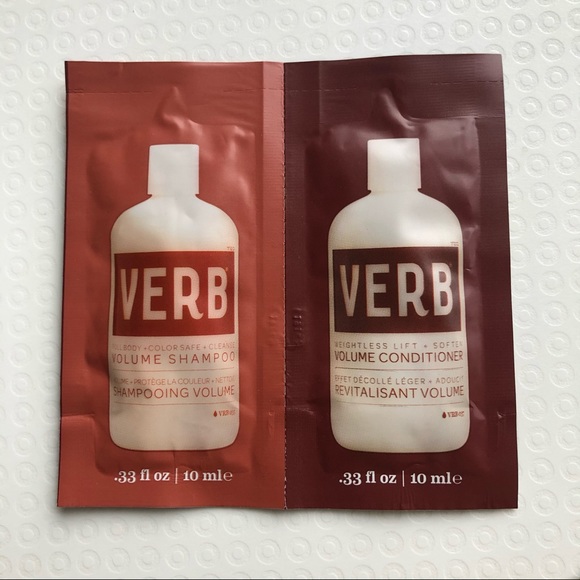 VERB
FULL BODY + COLOR SAFE + CLEANSE
VOLUME SHAMPOO
VOLUME + PROTÈGE LA COULEUR + NETTOIE
SHAMPOOING VOLUME
.33 fl oz | 10 ml e
VERB
WEIGHTLESS LIFT + SOFTEN
VOLUME CONDITIONER
EFFET DÉCOLLÉ LÉGER + ADOUCIT
REVITALISANT VOLUME
.33 fl oz | 10 ml e